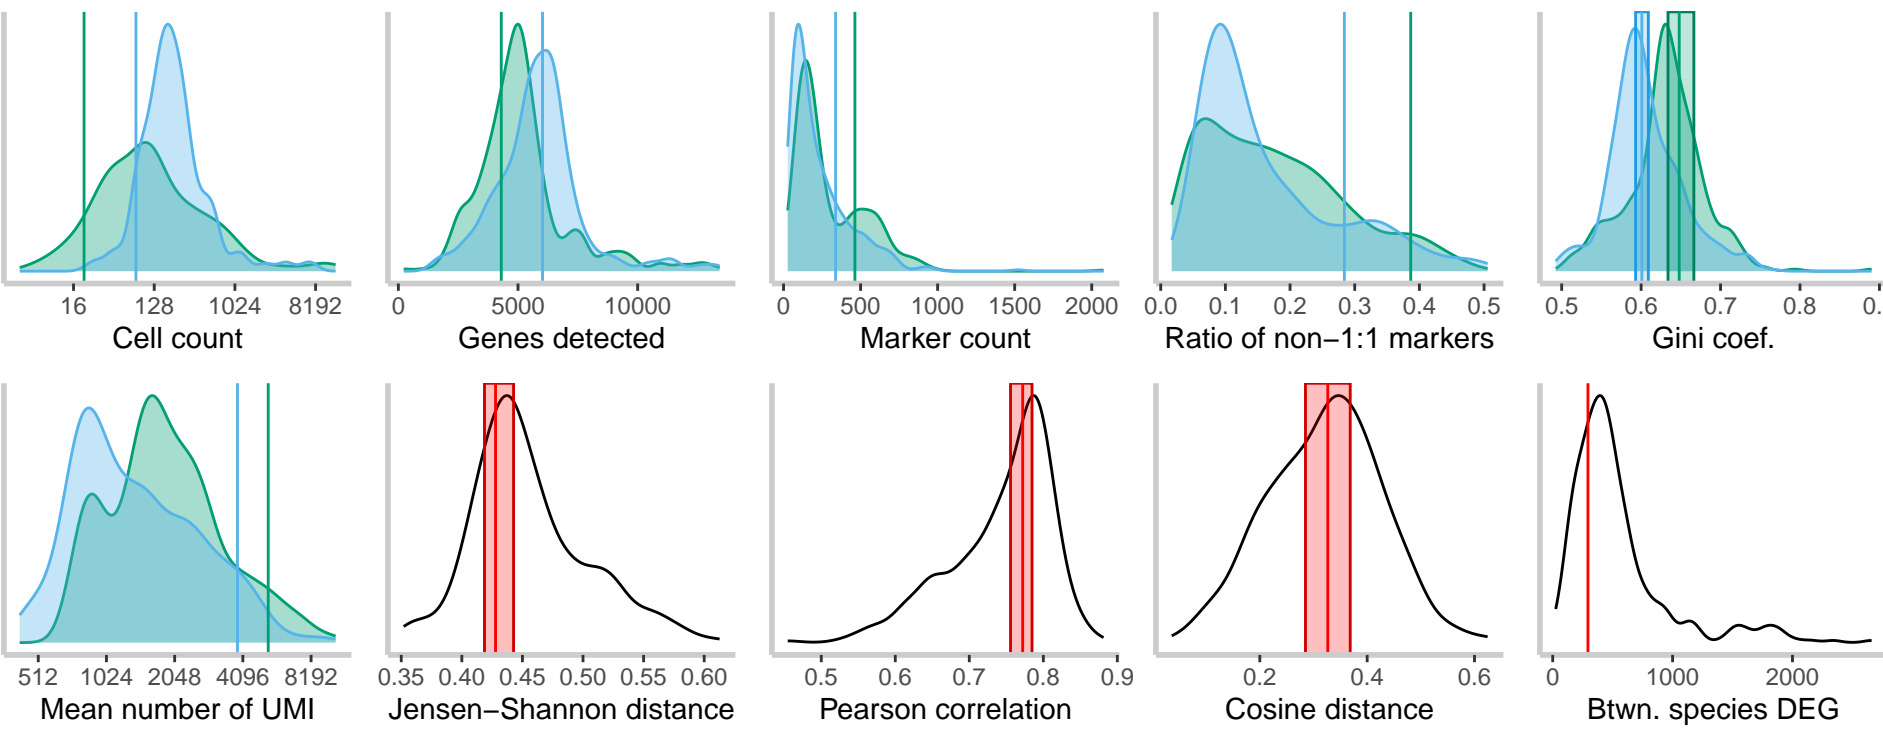 16 128 1024 8192
Cell count
0 5000 10000
Genes detected
0 500 1000 1500 2000
Marker count
0.0 0.1 0.2 0.3 0.4 0.5
Ratio of non−1:1 markers
0.5 0.6 0.7 0.8 0.
Gini coef.
512 1024 2048 4096 8192
Mean number of UMI
0.35 0.40 0.45 0.50 0.55 0.60
Jensen−Shannon distance
0.5 0.6 0.7 0.8 0.9
Pearson correlation
0.2 0.4 0.6
Cosine distance
0 1000 2000
Btwn. species DEG